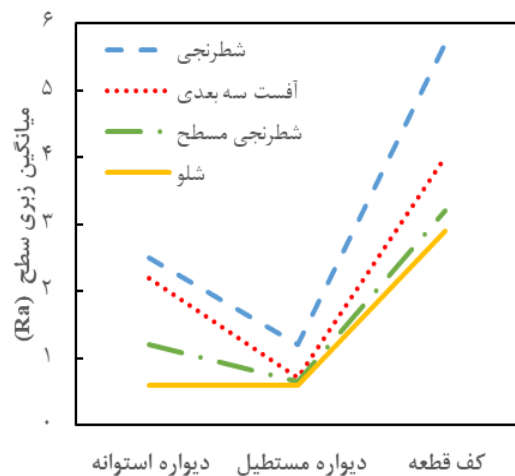 میانگین زبری سطح (Ra)
۶
۵
۴
۳
۲
۱
۰
شطرنجی
آفست سه بعدی
شطرنجی مسطح
شلو
دیواره استوانه
دیواره مستطیل
کف قطعه